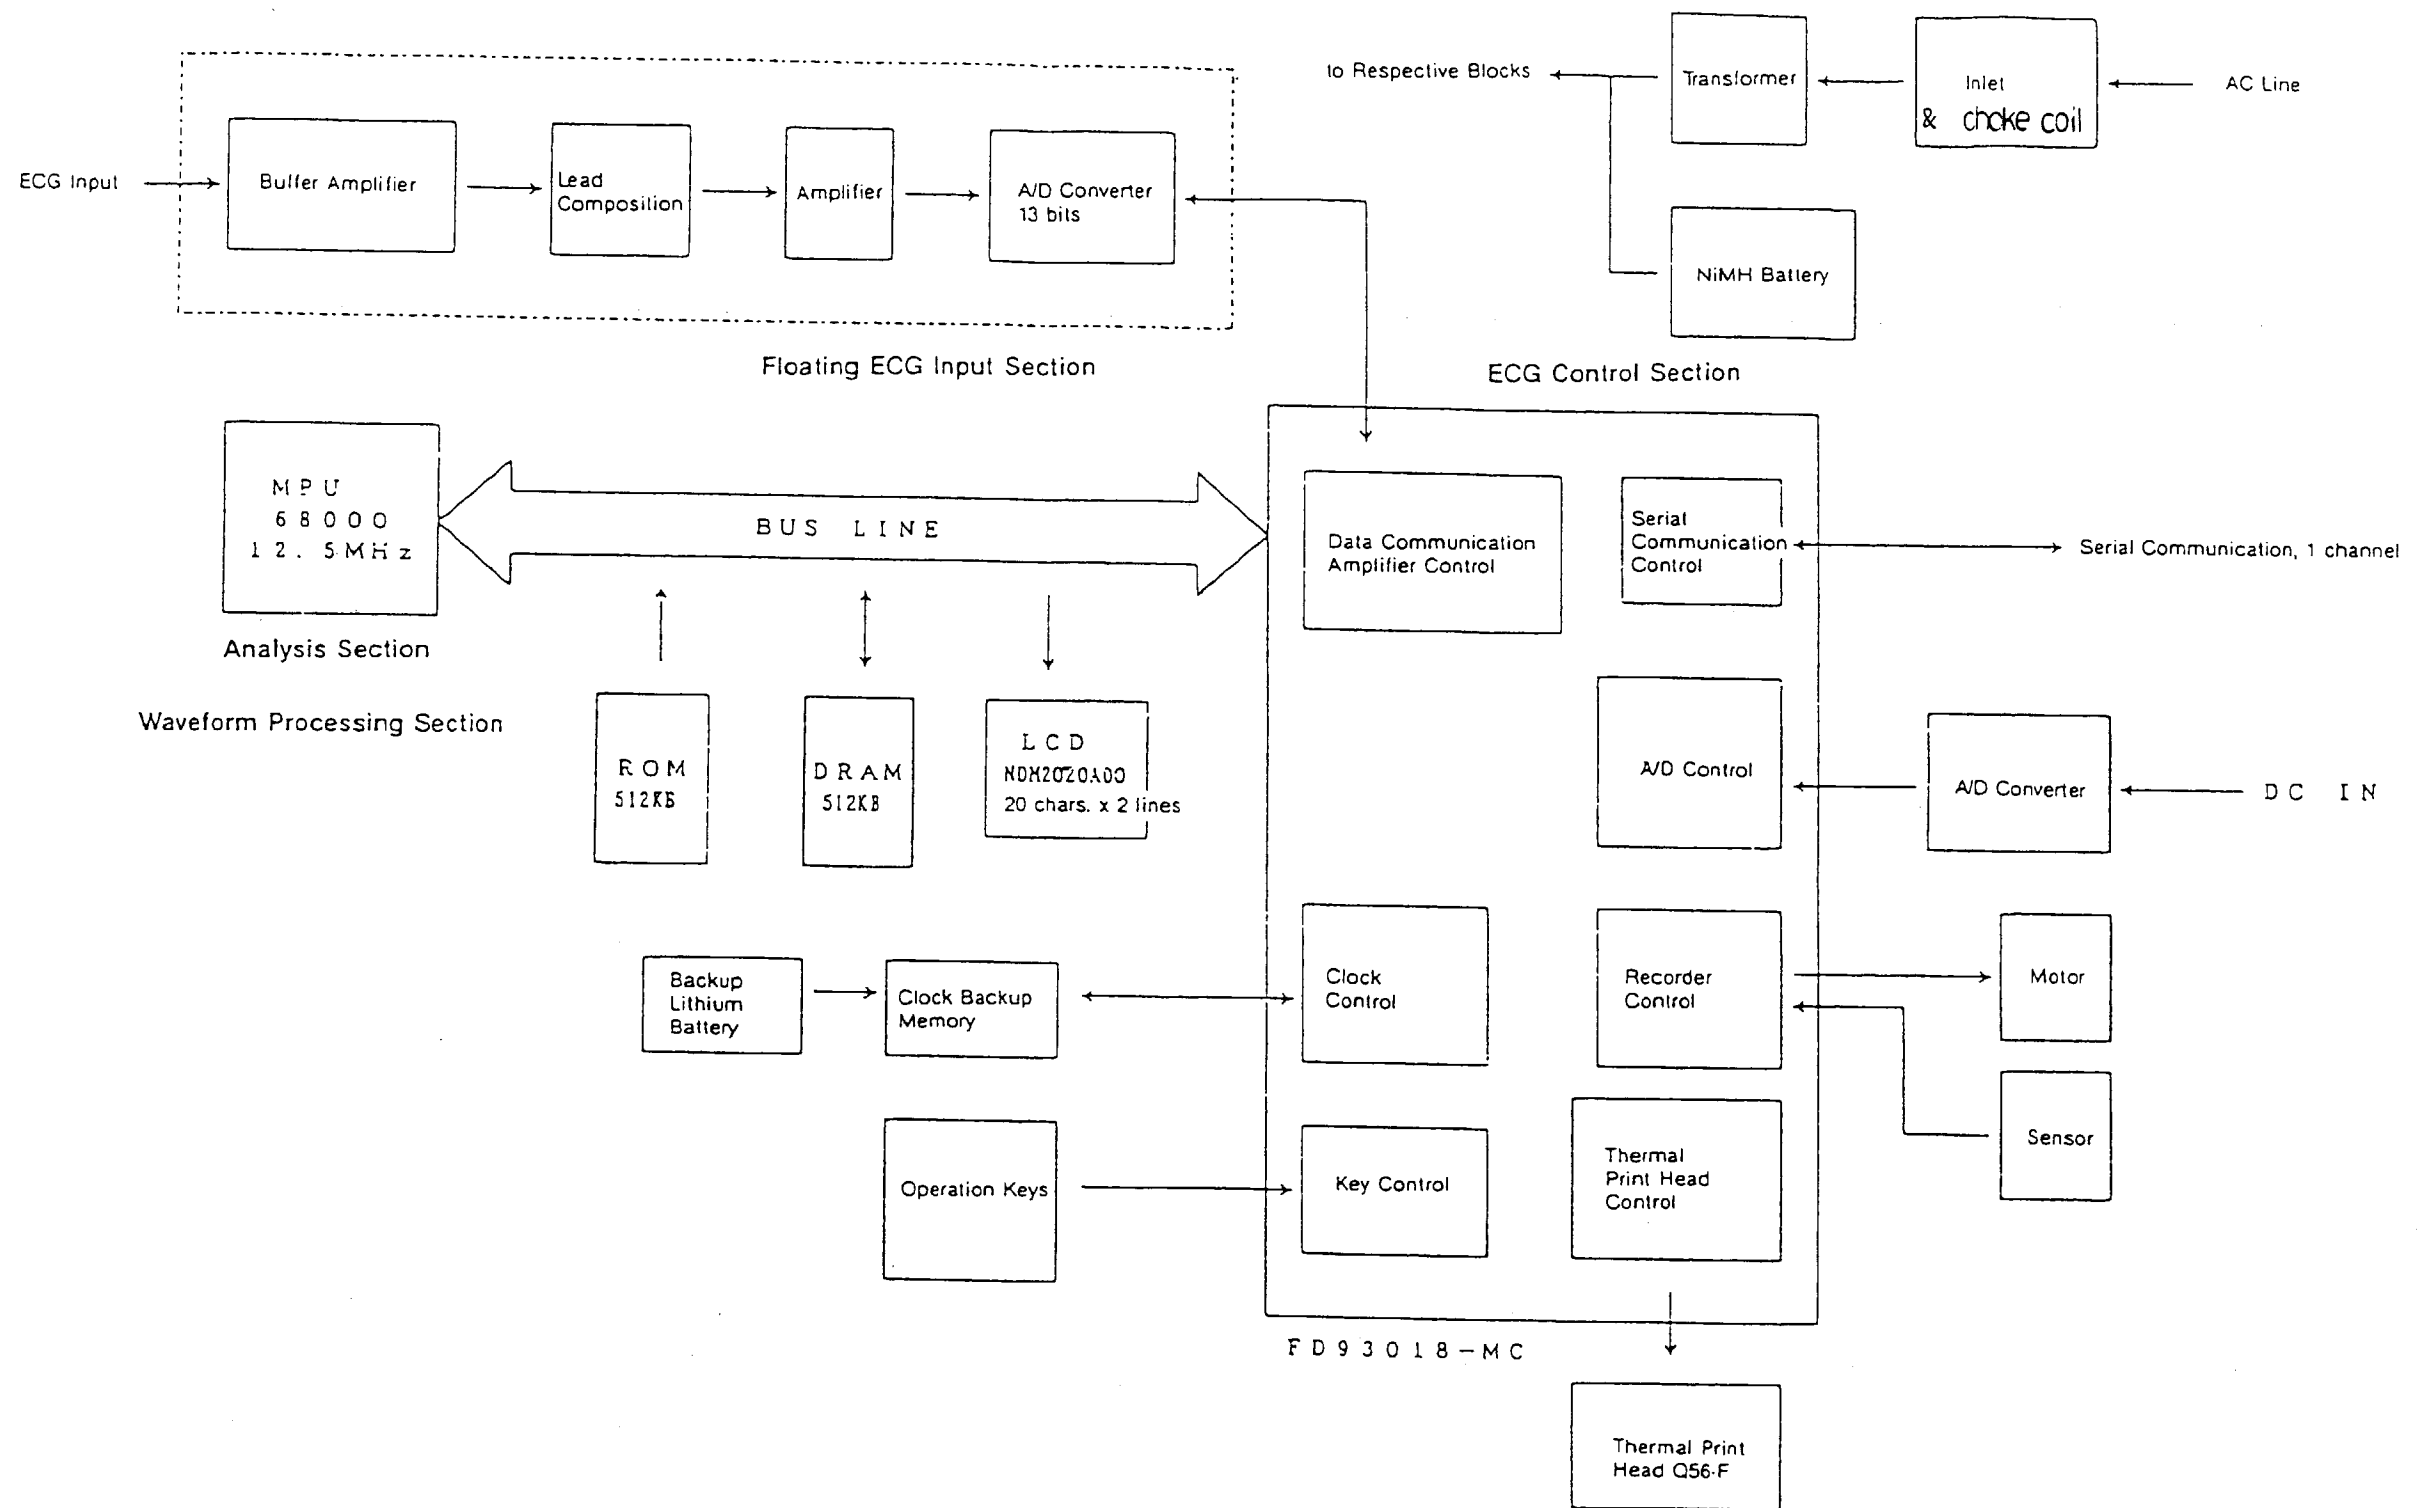 to Respective Blocks
Transformer
Inlet
& choke coil
AC Line
ECG Input
Buffer Amplifier
Lead
Composition
Amplifier
A/D Converter
13 bits
NiMH Battery
Floating ECG Input Section
ECG Control Section
MPU
68000
12.5MHz
BUS LINE
Data Communication
Amplifier Control
Serial
Communication
Control
Serial Communication, 1 channel
Analysis Section
Waveform Processing Section
ROM
512KB
DRAM
512KB
LCD
20 chars. x 2 lines
A/D Control
A/D Converter
DC IN
Backup
Lithium
Battery
Clock Backup
Memory
Clock
Control
Recorder
Control
Motor
Operation Keys
Key Control
Thermal
Print Head
Control
Sensor
FD93018-MC
Thermal Print
Head Q56-F